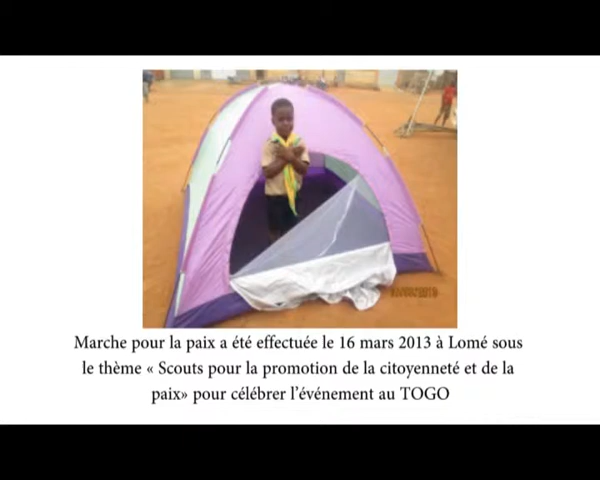 Marche pour la paix a été effectuée le 16 mars 2013 à Lomé sous
le thème « Scouts pour la promotion de la citoyenneté et de la
paix» pour célébrer l’événement au TOGO